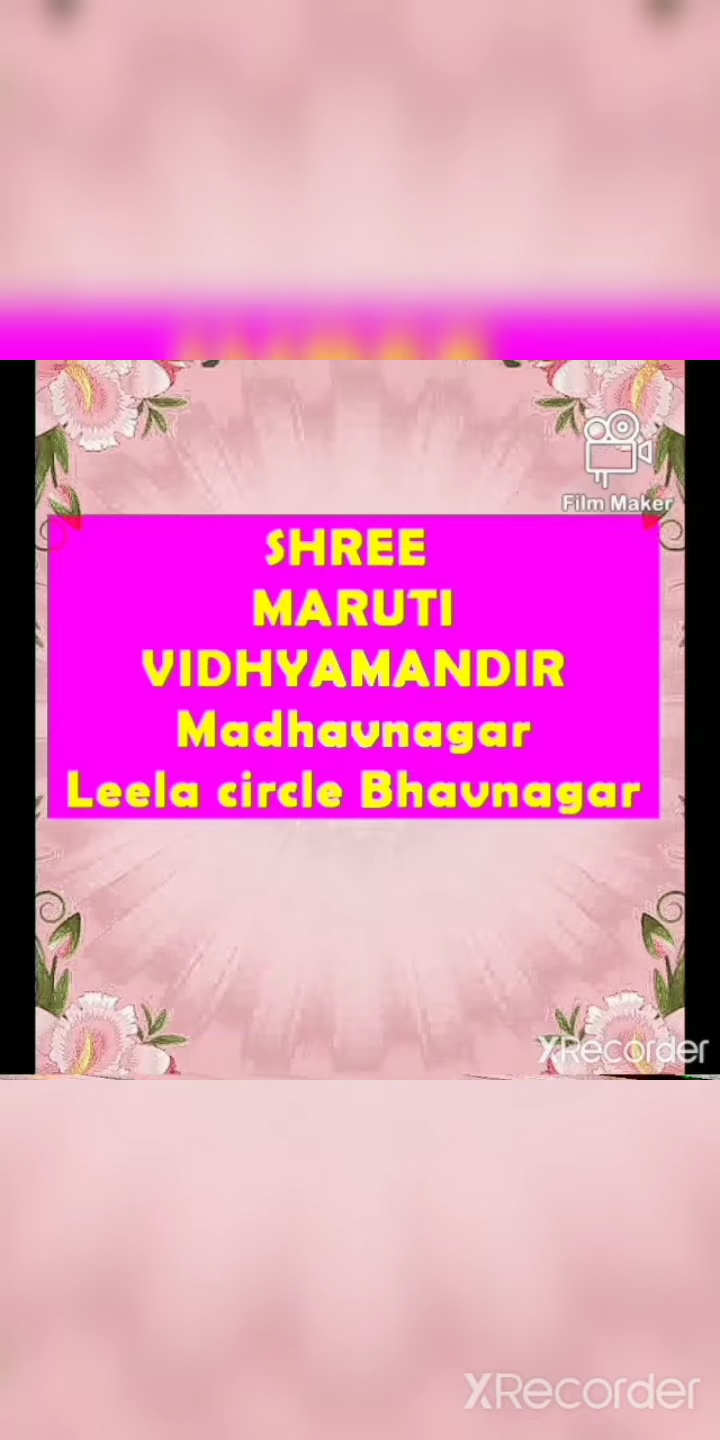 Film Maker
SHREE
MARUTI
VIDHYAMANDIR
Madhavnagar
Leela circle Bhavnagar
XRecorder
XRecorder